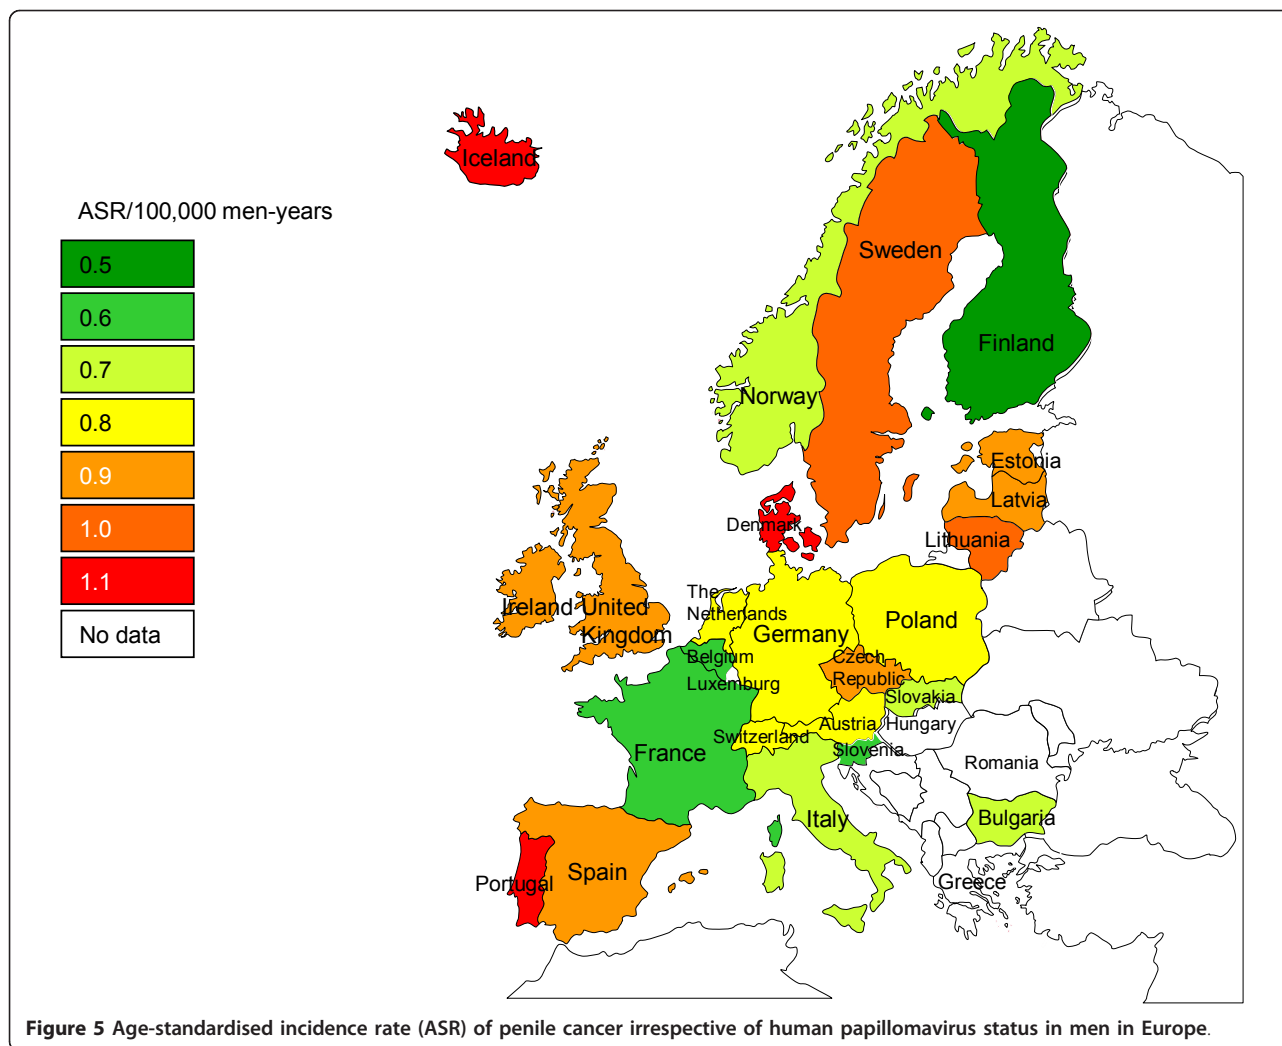 Iceland
ASR/100,000 men-years
0.5
0.6
0.7
0.8
0.9
1.0
1.1
No data
Sweden
Finland
Norway
Estonia
Latvia
Denmark
Lithuania
The
Netherlands
Ireland
United
Kingdom
Poland
Germany
Belgium
Czech
Republic
Luxemburg
Slovakia
Austria
Hungary
Switzerland
Slovenia
France
Romania
Italy
Bulgaria
Spain
Portugal
Greece
Figure 5 Age-standardised incidence rate (ASR) of penile cancer irrespective of human papillomavirus status in men in Europe.